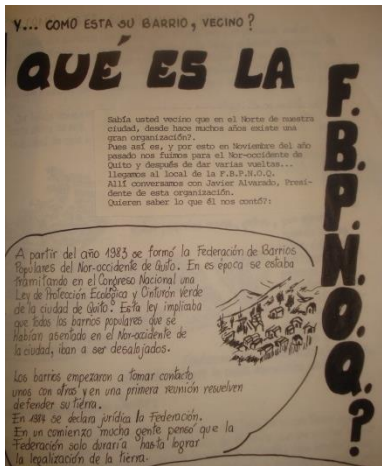 Y... COMO ESTA SU BARRIO, VECINO?
QUÉ ES LA
F.B.P.N.O.Q.?
Sabía usted vecino que en el Norte de nuestra
ciudad, desde hace muchos años existe una
gran organización?.
Pues así es, y por esto en Noviembre del año
pasado nos fuimos para el Nor-occidente de
Quito y después de dar varias vueltas...
llegamos al local de la F.B.P.N.O.Q.
Allí conversamos con Javier Alvarado, Presi-
dente de esta organización.
Quieren saber lo que él nos contó?:
A partir del año 1983 se formó la Federación de Barrios
Populares del Nor-occidente de Quito. En es época se estaba
tramitando en el Congreso Nacional una
Ley de Protección Ecológica y Cinturón Verde
de la ciudad de Quito. Esta ley implicaba
que todos los barrios populares que se
habían asentado en el Nor-occidente de
la ciudad, iban a ser desalojados.
Los barrios empezaron a tomar contacto
unos con otros y en una primera reunión resuelven
defender su tierra.
En 1984 se declara jurídica la Federación.
En un comienzo mucha gente pensó que la
Federación solo duraría hasta lograr
la legalización de la tierra.